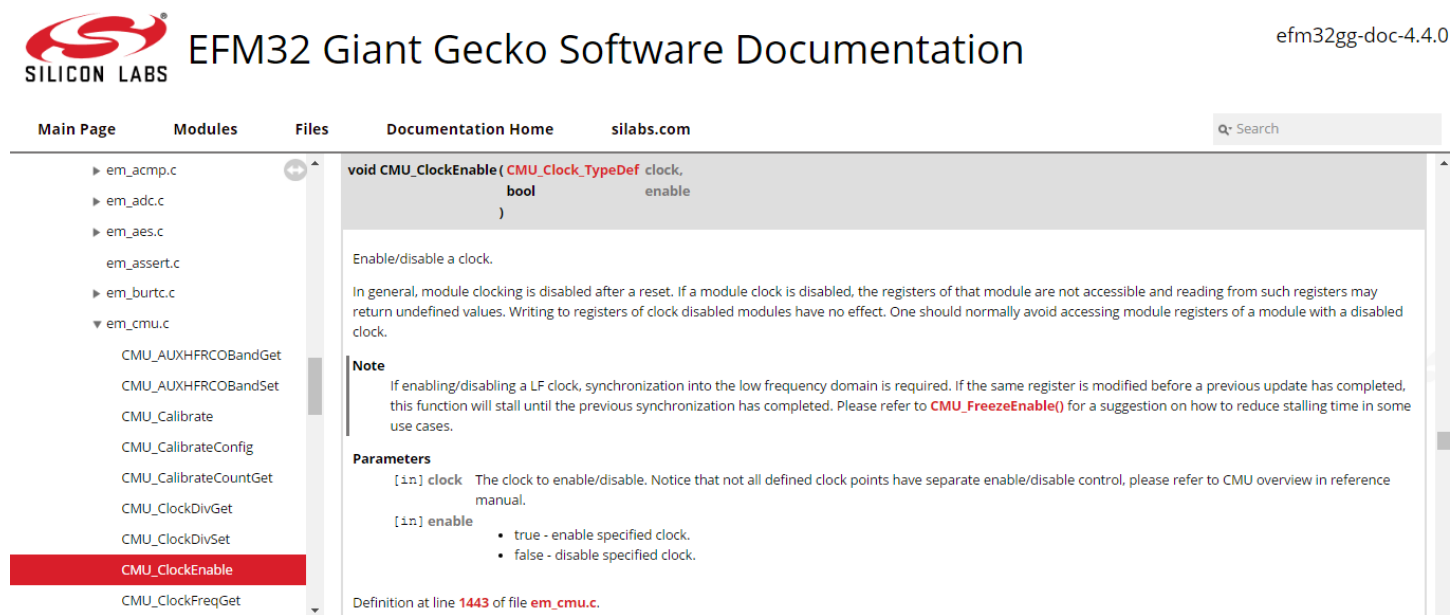 SILICON LABS
EFM32 Giant Gecko Software Documentation
efm32gg-doc-4.4.0
Main Page Modules Files Documentation Home silabs.com Search
em_acmp.c
em_adc.c
em_aes.c
em_assert.c
em_burtc.c
em_cmu.c
CMU_AUXHFRCOBandGet
CMU_AUXHFRCOBandSet
CMU_Calibrate
CMU_CalibrateConfig
CMU_CalibrateCountGet
CMU_ClockDivGet
CMU_ClockDivSet
CMU_ClockEnable
CMU_ClockFreqGet
void CMU_ClockEnable ( CMU_Clock_TypeDef clock,
bool enable
)
Enable/disable a clock.
In general, module clocking is disabled after a reset. If a module clock is disabled, the registers of that module are not accessible and reading from such registers may
return undefined values. Writing to registers of clock disabled modules have no effect. One should normally avoid accessing module registers of a module with a disabled
clock.
Note
If enabling/disabling a LF clock, synchronization into the low frequency domain is required. If the same register is modified before a previous update has completed,
this function will stall until the previous synchronization has completed. Please refer to CMU_FreezeEnable() for a suggestion on how to reduce stalling time in some
use cases.
Parameters
[in] clock The clock to enable/disable. Notice that not all defined clock points have separate enable/disable control, please refer to CMU overview in reference
manual.
[in] enable
• true - enable specified clock.
• false - disable specified clock.
Definition at line 1443 of file em_cmu.c.